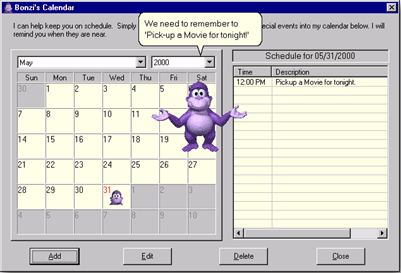 Bonzi's Calendar
I can help keep you on schedule. Simply
cial events into my calendar below. I will
remind you when they are near.
We need to remember to
'Pick-up a Movie for tonight!'
May
2000
Sun Mon Tue Wed Thu Fri Sat
30 1 2 3 4 5 6
7 8 9 10 11 12 13
14 15 16 17 18 19 20
21 22 23 24 25 26 27
28 29 30 31 1 2 3
4 5 6 7 8 9 10
Schedule for 05/31/2000
Time Description
12:00 PM Pickup a Movie for tonight.
Add Edit Delete Close